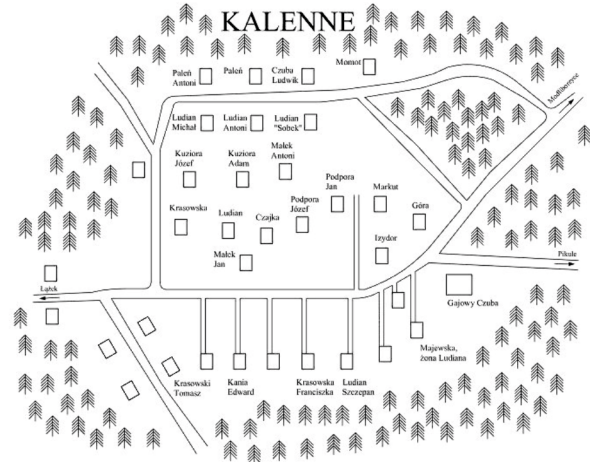 KALENNE
Momot
Paleń
Antoni
Paleń
Czuba
Ludwik
Modliborzyce
Ludian
Michał
Ludian
Antoni
Ludian
"Sobek"
Kuziora
Józef
Kuziora
Adam
Małek
Antoni
Podpora
Jan
Markut
Krasowska
Ludian
Czajka
Podpora
Józef
Góra
Małek
Jan
Izydor
Pikule
Łążek
Gajowy Czuba
Majewska,
żona Ludiana
Krasowski
Tomasz
Kania
Edward
Krasowska
Franciszka
Ludian
Szczepan